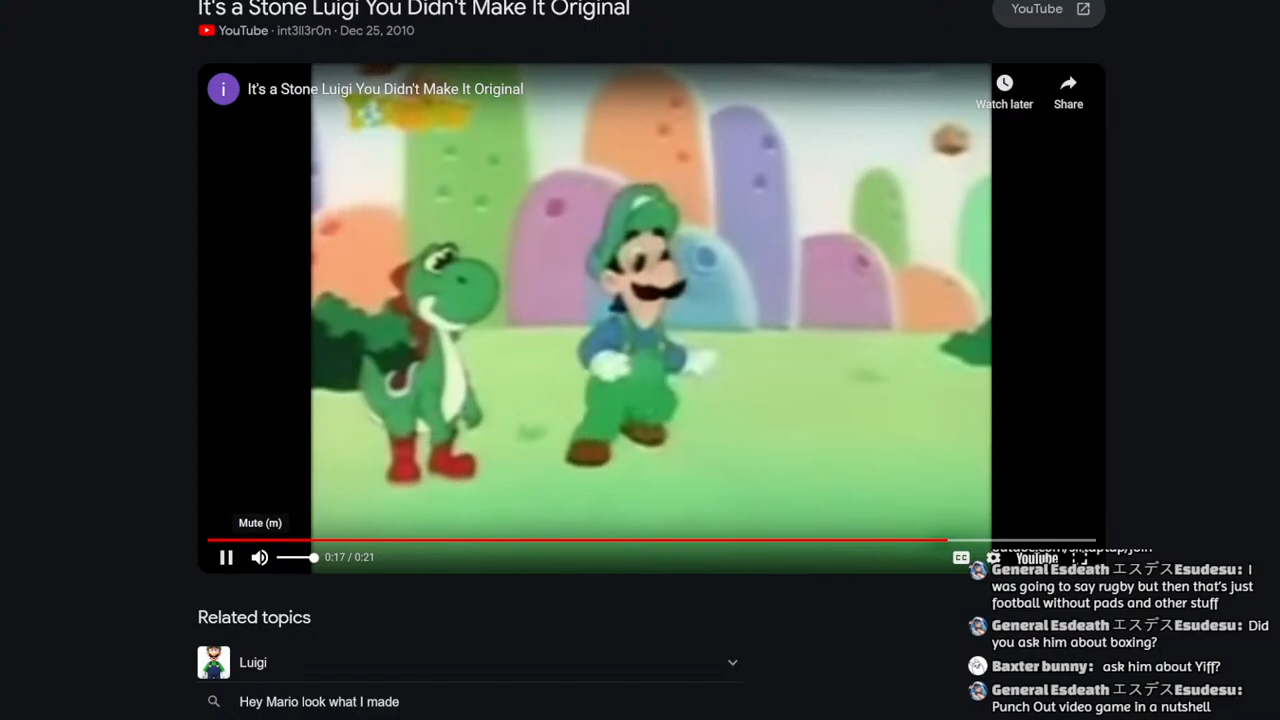 It's a Stone Luigi You Didn't Make It Original
YouTube
YouTube · int3ll3r0n · Dec 25, 2010
i
It's a Stone Luigi You Didn't Make It Original
Watch later
Share
Mute (m)
0:17 / 0:21
CC
YouTube
General Esdeath エスデスEsudesu: I
was going to say rugby but then that's just
football without pads and other stuff
General Esdeath エスデスEsudesu: Did
you ask him about boxing?
Baxter bunny: ask him about Yiff?
General Esdeath エスデスEsudesu:
Punch Out video game in a nutshell
Related topics
Luigi
Hey Mario look what I made